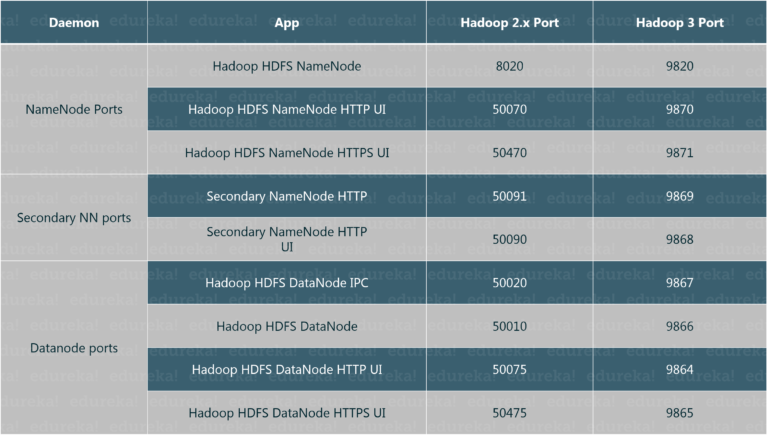 Daemon App Hadoop 2.x Port Hadoop 3 Port
NameNode Ports
Hadoop HDFS NameNode 8020 9820
Hadoop HDFS NameNode HTTP UI 50070 9870
Hadoop HDFS NameNode HTTPS UI 50470 9871
Secondary NN ports
Secondary NameNode HTTP 50091 9869
Secondary NameNode HTTP
UI 50090 9868
Datanode ports
Hadoop HDFS DataNode IPC 50020 9867
Hadoop HDFS DataNode 50010 9866
Hadoop HDFS DataNode HTTP UI 50075 9864
Hadoop HDFS DataNode HTTPS UI 50475 9865